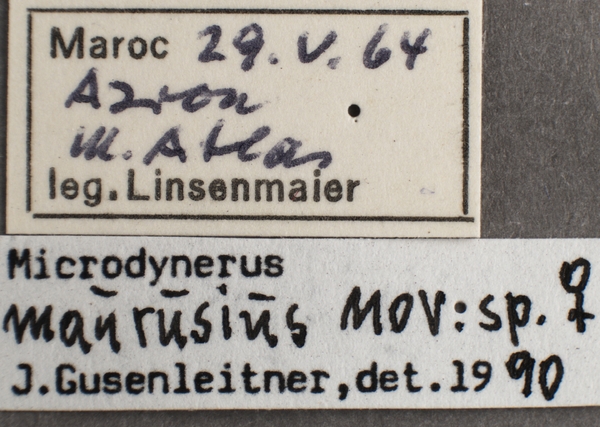 Maroc 29.V.64
Azrou
m. Atlas
leg. Linsenmaier
Microdynerus
maurusius nov: sp. ♀
J.Gusenleitner,det.1990